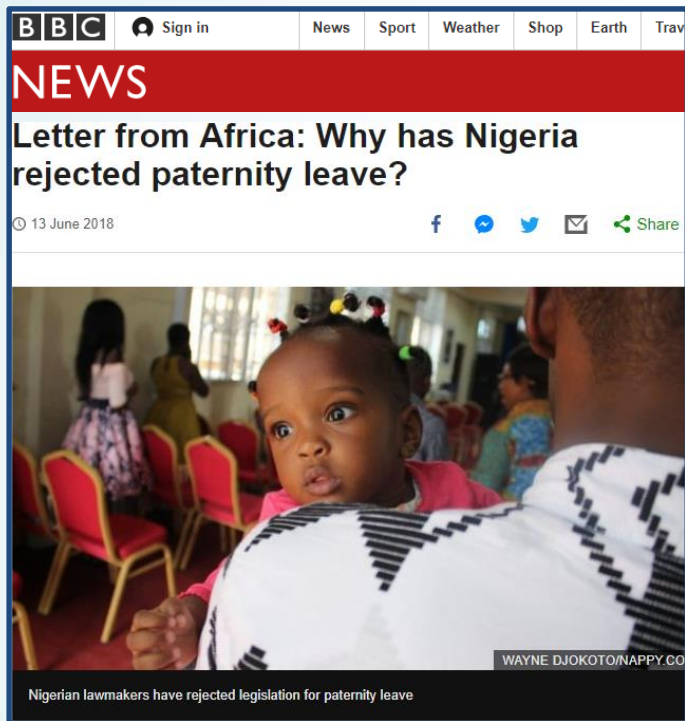 BBC Sign in News Sport Weather Shop Earth Trav
NEWS
Letter from Africa: Why has Nigeria
rejected paternity leave?
13 June 2018 Share
WAYNE DJOKOTO/NAPPY.CO
Nigerian lawmakers have rejected legislation for paternity leave